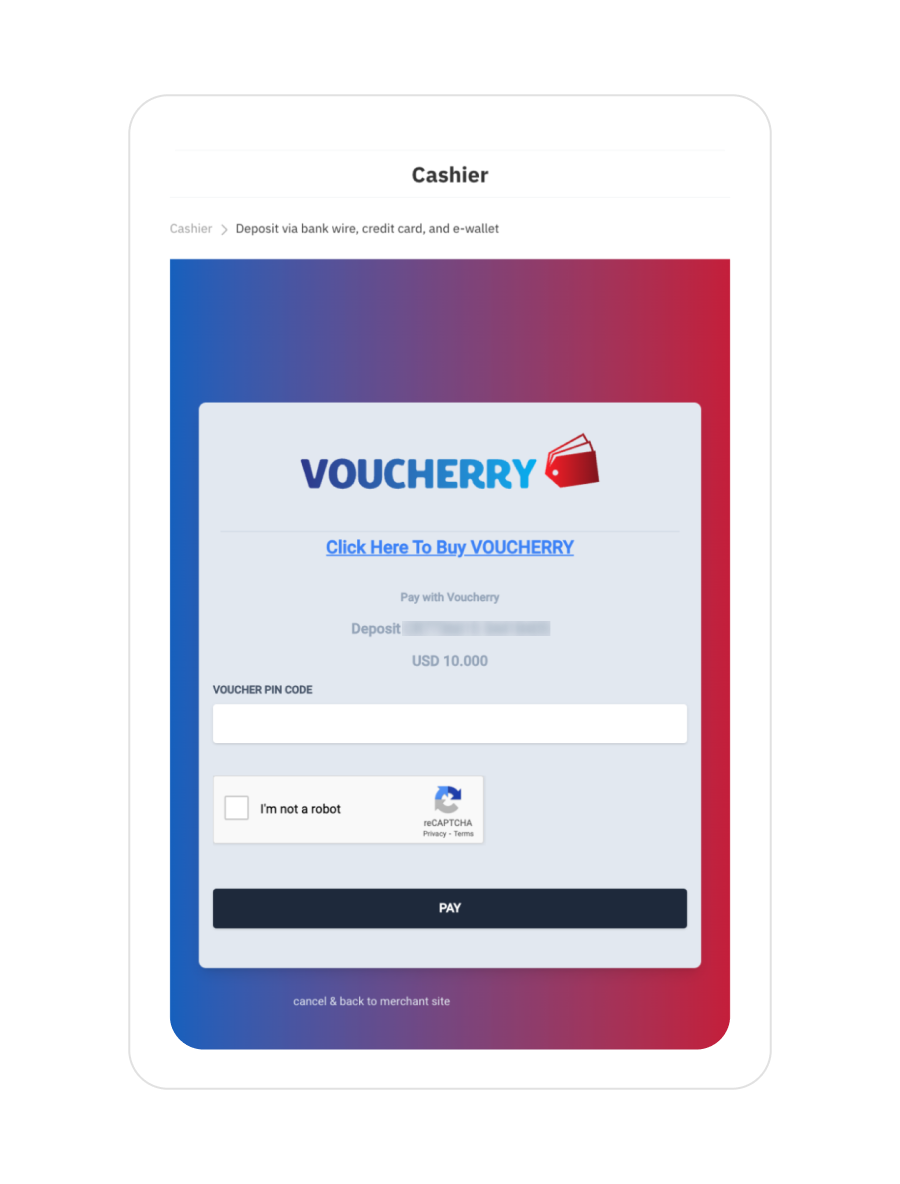 Cashier
Cashier > Deposit via bank wire, credit card, and e-wallet
VOUCHERRY
Click Here To Buy VOUCHERRY
Pay with Voucherry
Deposit
USD 10.000
VOUCHER PIN CODE
I'm not a robot
reCAPTCHA
Privacy - Terms
PAY
cancel & back to merchant site